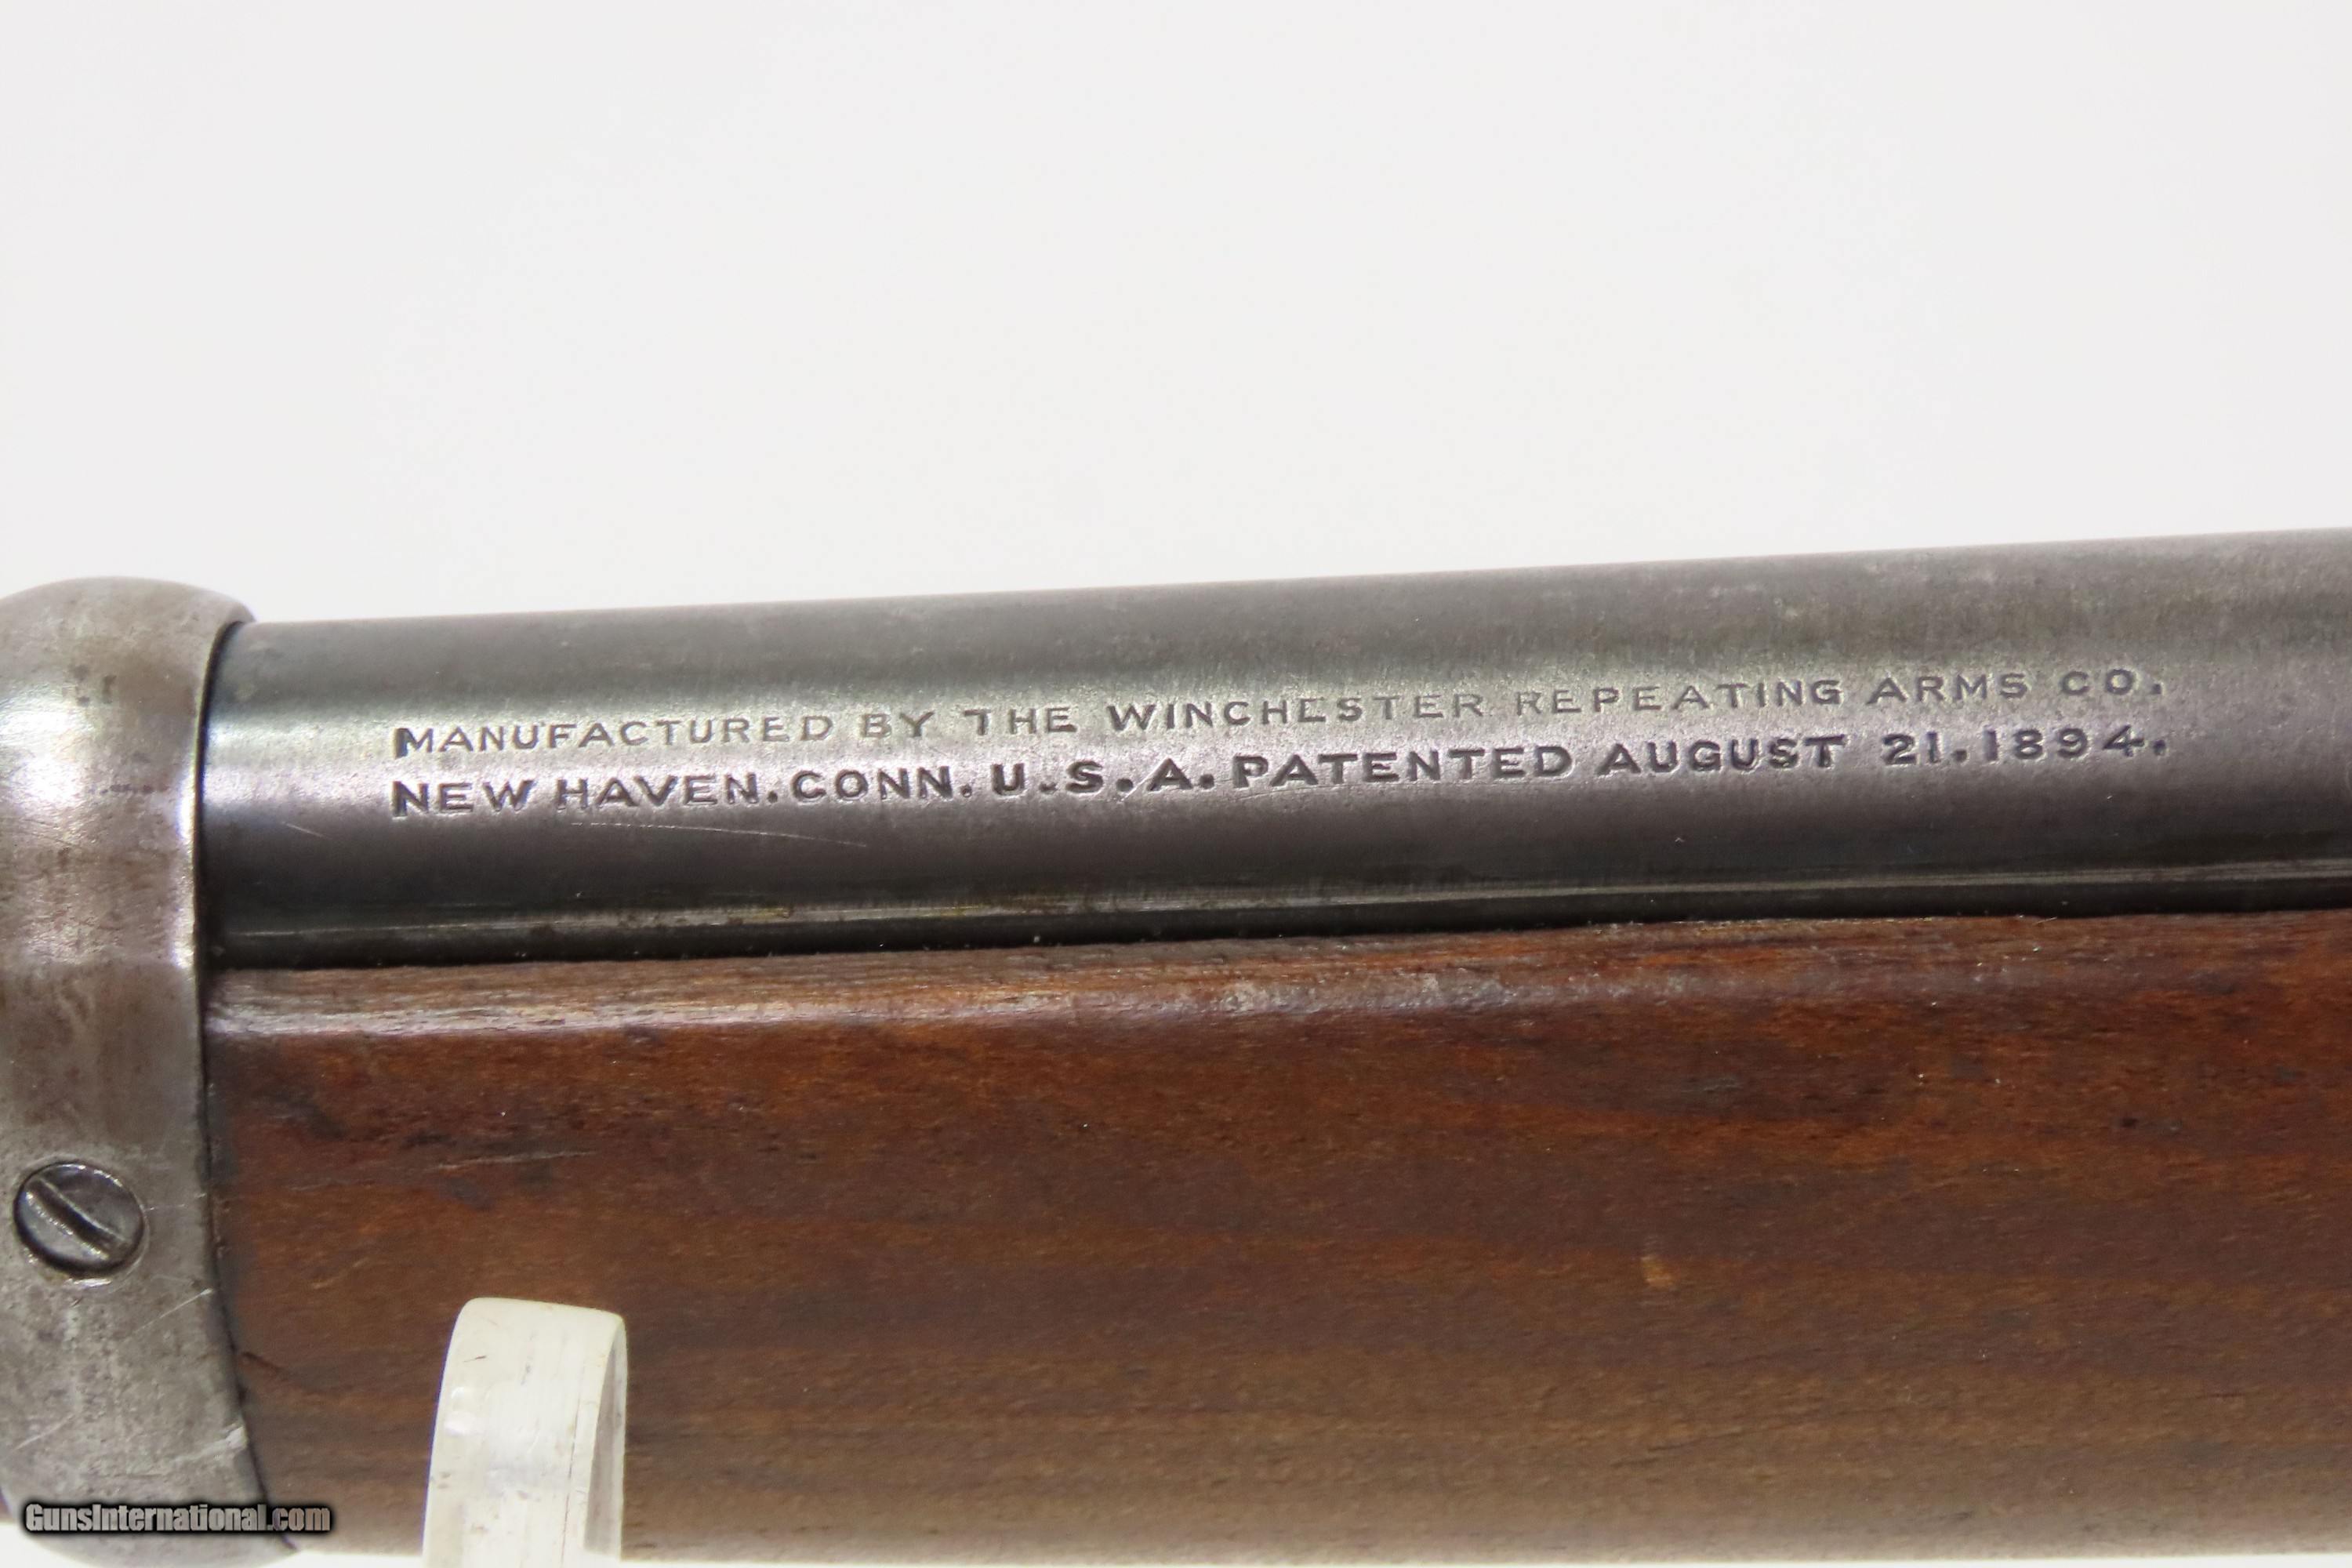 MANUFACTURED BY THE WINCHESTER REPEATING ARMS CO.
NEW HAVEN. CONN. U.S.A. PATENTED AUGUST 21. 1894.
GunsInternational.com